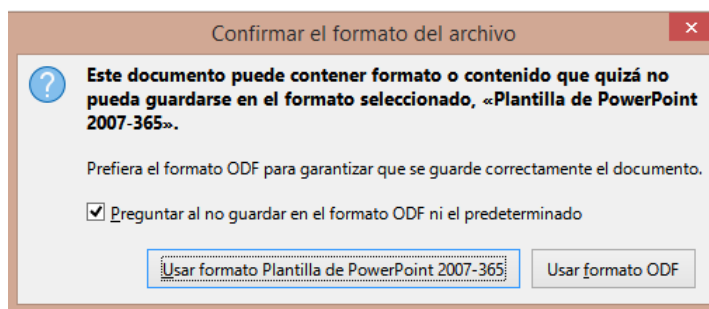 Confirmar el formato del archivo
Este documento puede contener formato o contenido que quizá no
pueda guardarse en el formato seleccionado, «Plantilla de PowerPoint
2007-365».
Prefiera el formato ODF para garantizar que se guarde correctamente el documento.
Preguntar al no guardar en el formato ODF ni el predeterminado
Usar formato Plantilla de PowerPoint 2007-365 Usar formato ODF